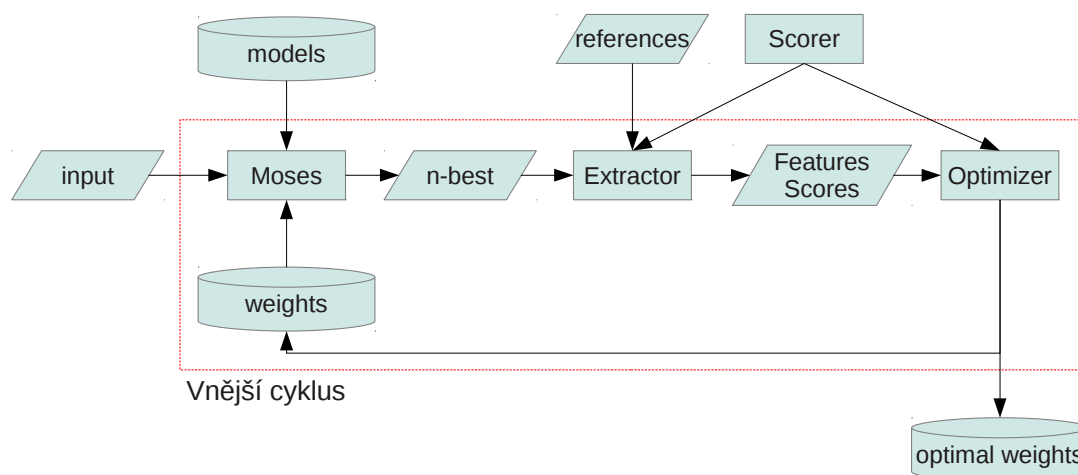 models
references
Scorer
input
Moses
n-best
Extractor
Features
Scores
Optimizer
weights
Vnější cyklus
optimal weights